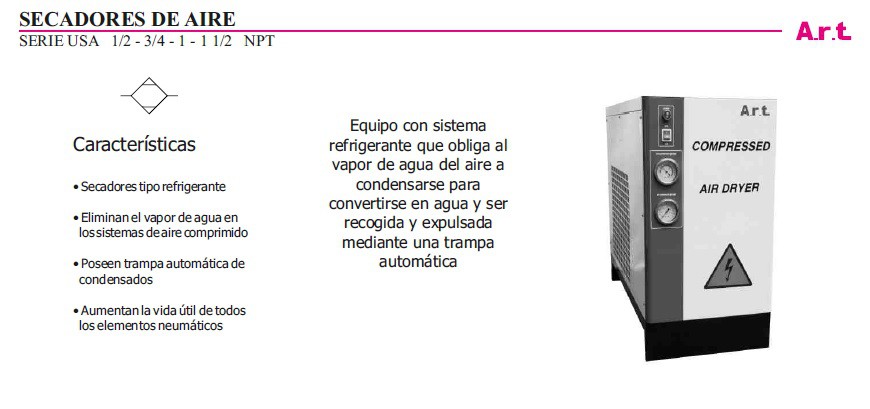 SECADORES DE AIRE
SERIE USA 1/2 - 3/4 - 1 - 1 1/2 NPT
A.r.t.
Características
• Secadores tipo refrigerante
• Eliminan el vapor de agua en
los sistemas de aire comprimido
• Poseen trampa automática de
condensados
• Aumentan la vida útil de todos
los elementos neumáticos
Equipo con sistema
refrigerante que obliga al
vapor de agua del aire a
condensarse para
convertirse en agua y ser
recogida y expulsada
mediante una trampa
automática
A.r.t.
COMPRESSED
AIR DRYER